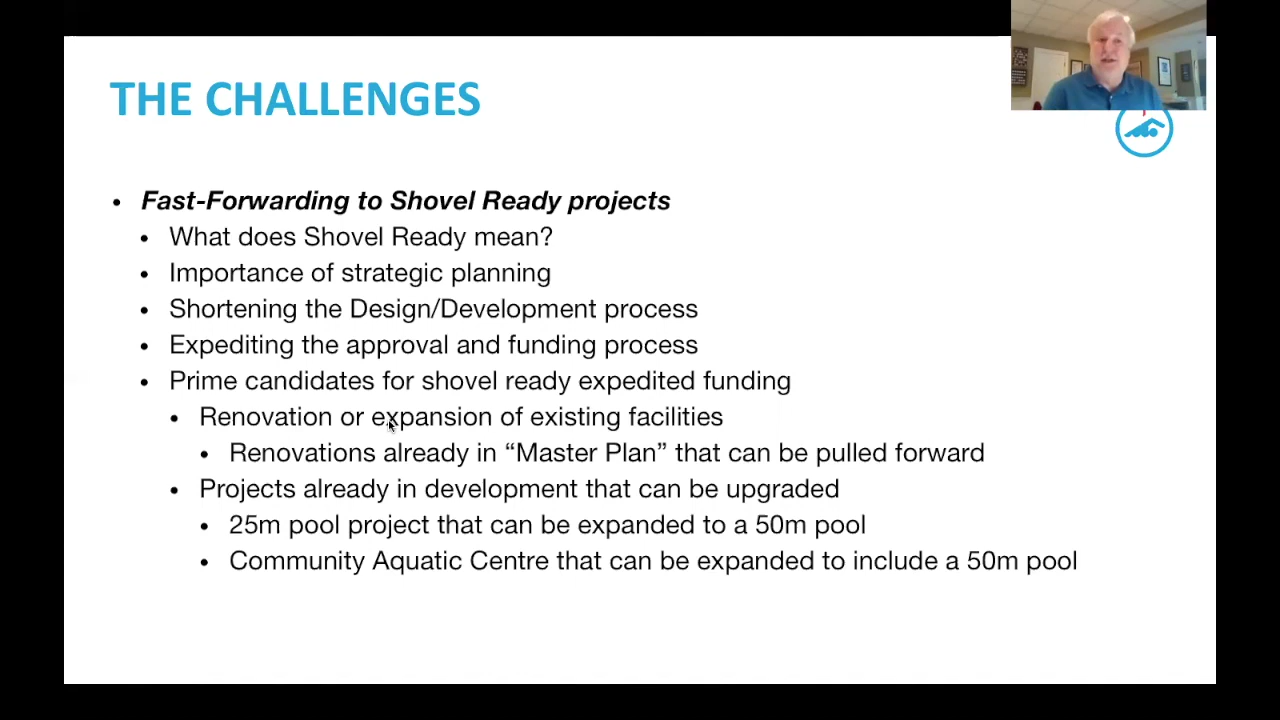 THE CHALLENGES
• Fast-Forwarding to Shovel Ready projects
• What does Shovel Ready mean?
• Importance of strategic planning
• Shortening the Design/Development process
• Expediting the approval and funding process
• Prime candidates for shovel ready expedited funding
• Renovation or expansion of existing facilities
• Renovations already in “Master Plan” that can be pulled forward
• Projects already in development that can be upgraded
• 25m pool project that can be expanded to a 50m pool
• Community Aquatic Centre that can be expanded to include a 50m pool